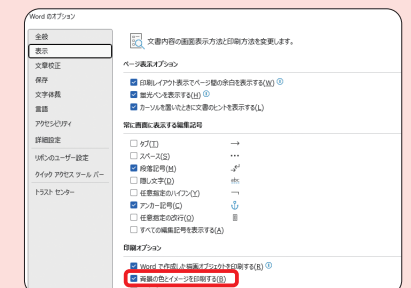 Word のオプション
全般
表示
文章校正
保存
文字体裁
言語
アクセシビリティ
詳細設定
リボンのユーザー設定
クイック アクセス ツール バー
トラスト センター
文書内容の画面表示方法と印刷方法を変更します。
ページ表示オプション
印刷レイアウト表示でページ間の余白を表示する(W)
蛍光ペンを表示する(H)
カーソルを置いたときに文書のヒントを表示する(L)
常に画面に表示する編集記号
タブ(T)
スペース(S)
段落記号(M)
隠し文字(D) abc
任意指定のハイフン(Y)
アンカー記号(C)
任意指定の改行(O)
すべての編集記号を表示する(A)
印刷オプション
Word で作成した描画オブジェクトを印刷する(R)
背景の色とイメージを印刷する(B)